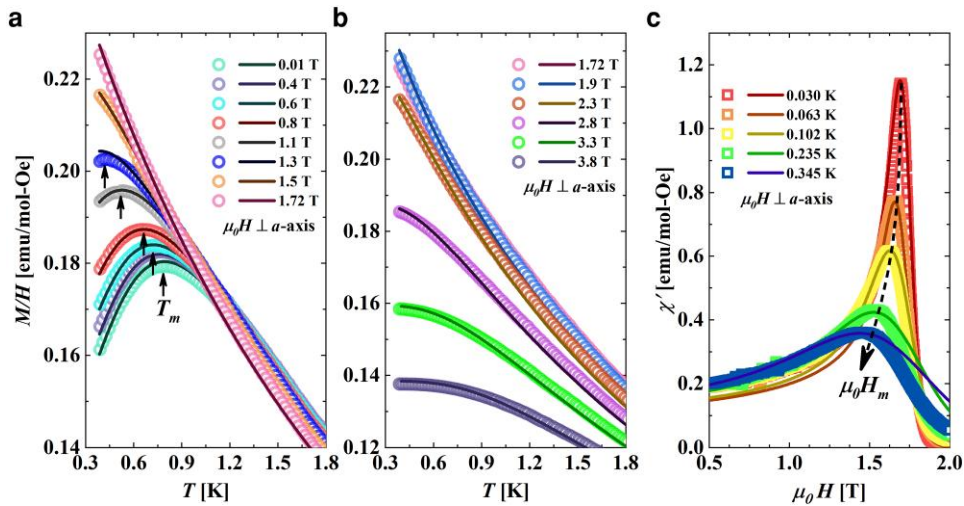 a
M/H [emu/mol-Oe]
0.22
0.20
0.18
0.16
0.14
0.3 0.6 0.9 1.2 1.5 1.8
T [K]
0.01 T
0.4 T
0.6 T
0.8 T
1.1 T
1.3 T
1.5 T
1.72 T
μ₀H ⊥ a-axis
Tₘ
b
0.22
0.20
0.18
0.16
0.14
0.12
0.3 0.6 0.9 1.2 1.5 1.8
T [K]
1.72 T
1.9 T
2.3 T
2.8 T
3.3 T
3.8 T
μ₀H ⊥ a-axis
c
χ′ [emu/mol-Oe]
1.2
1.0
0.8
0.6
0.4
0.2
0.0
0.5 1.0 1.5 2.0
μ₀H [T]
0.030 K
0.063 K
0.102 K
0.235 K
0.345 K
μ₀H ⊥ a-axis
μ₀Hₘ